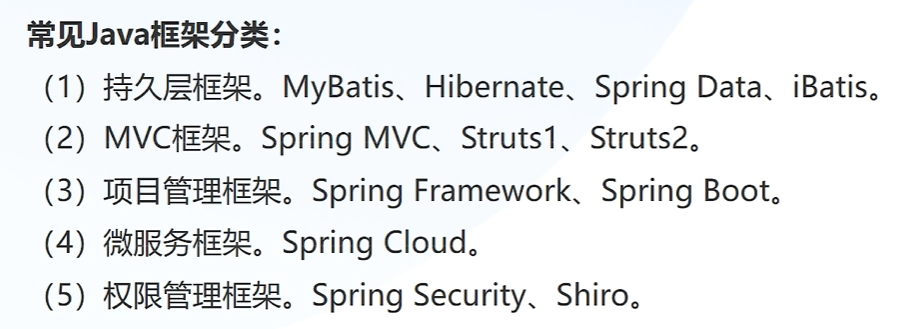 常见Java框架分类：
（1）持久层框架。MyBatis、Hibernate、Spring Data、iBatis。
（2）MVC框架。Spring MVC、Struts1、Struts2。
（3）项目管理框架。Spring Framework、Spring Boot。
（4）微服务框架。Spring Cloud。
（5）权限管理框架。Spring Security、Shiro。